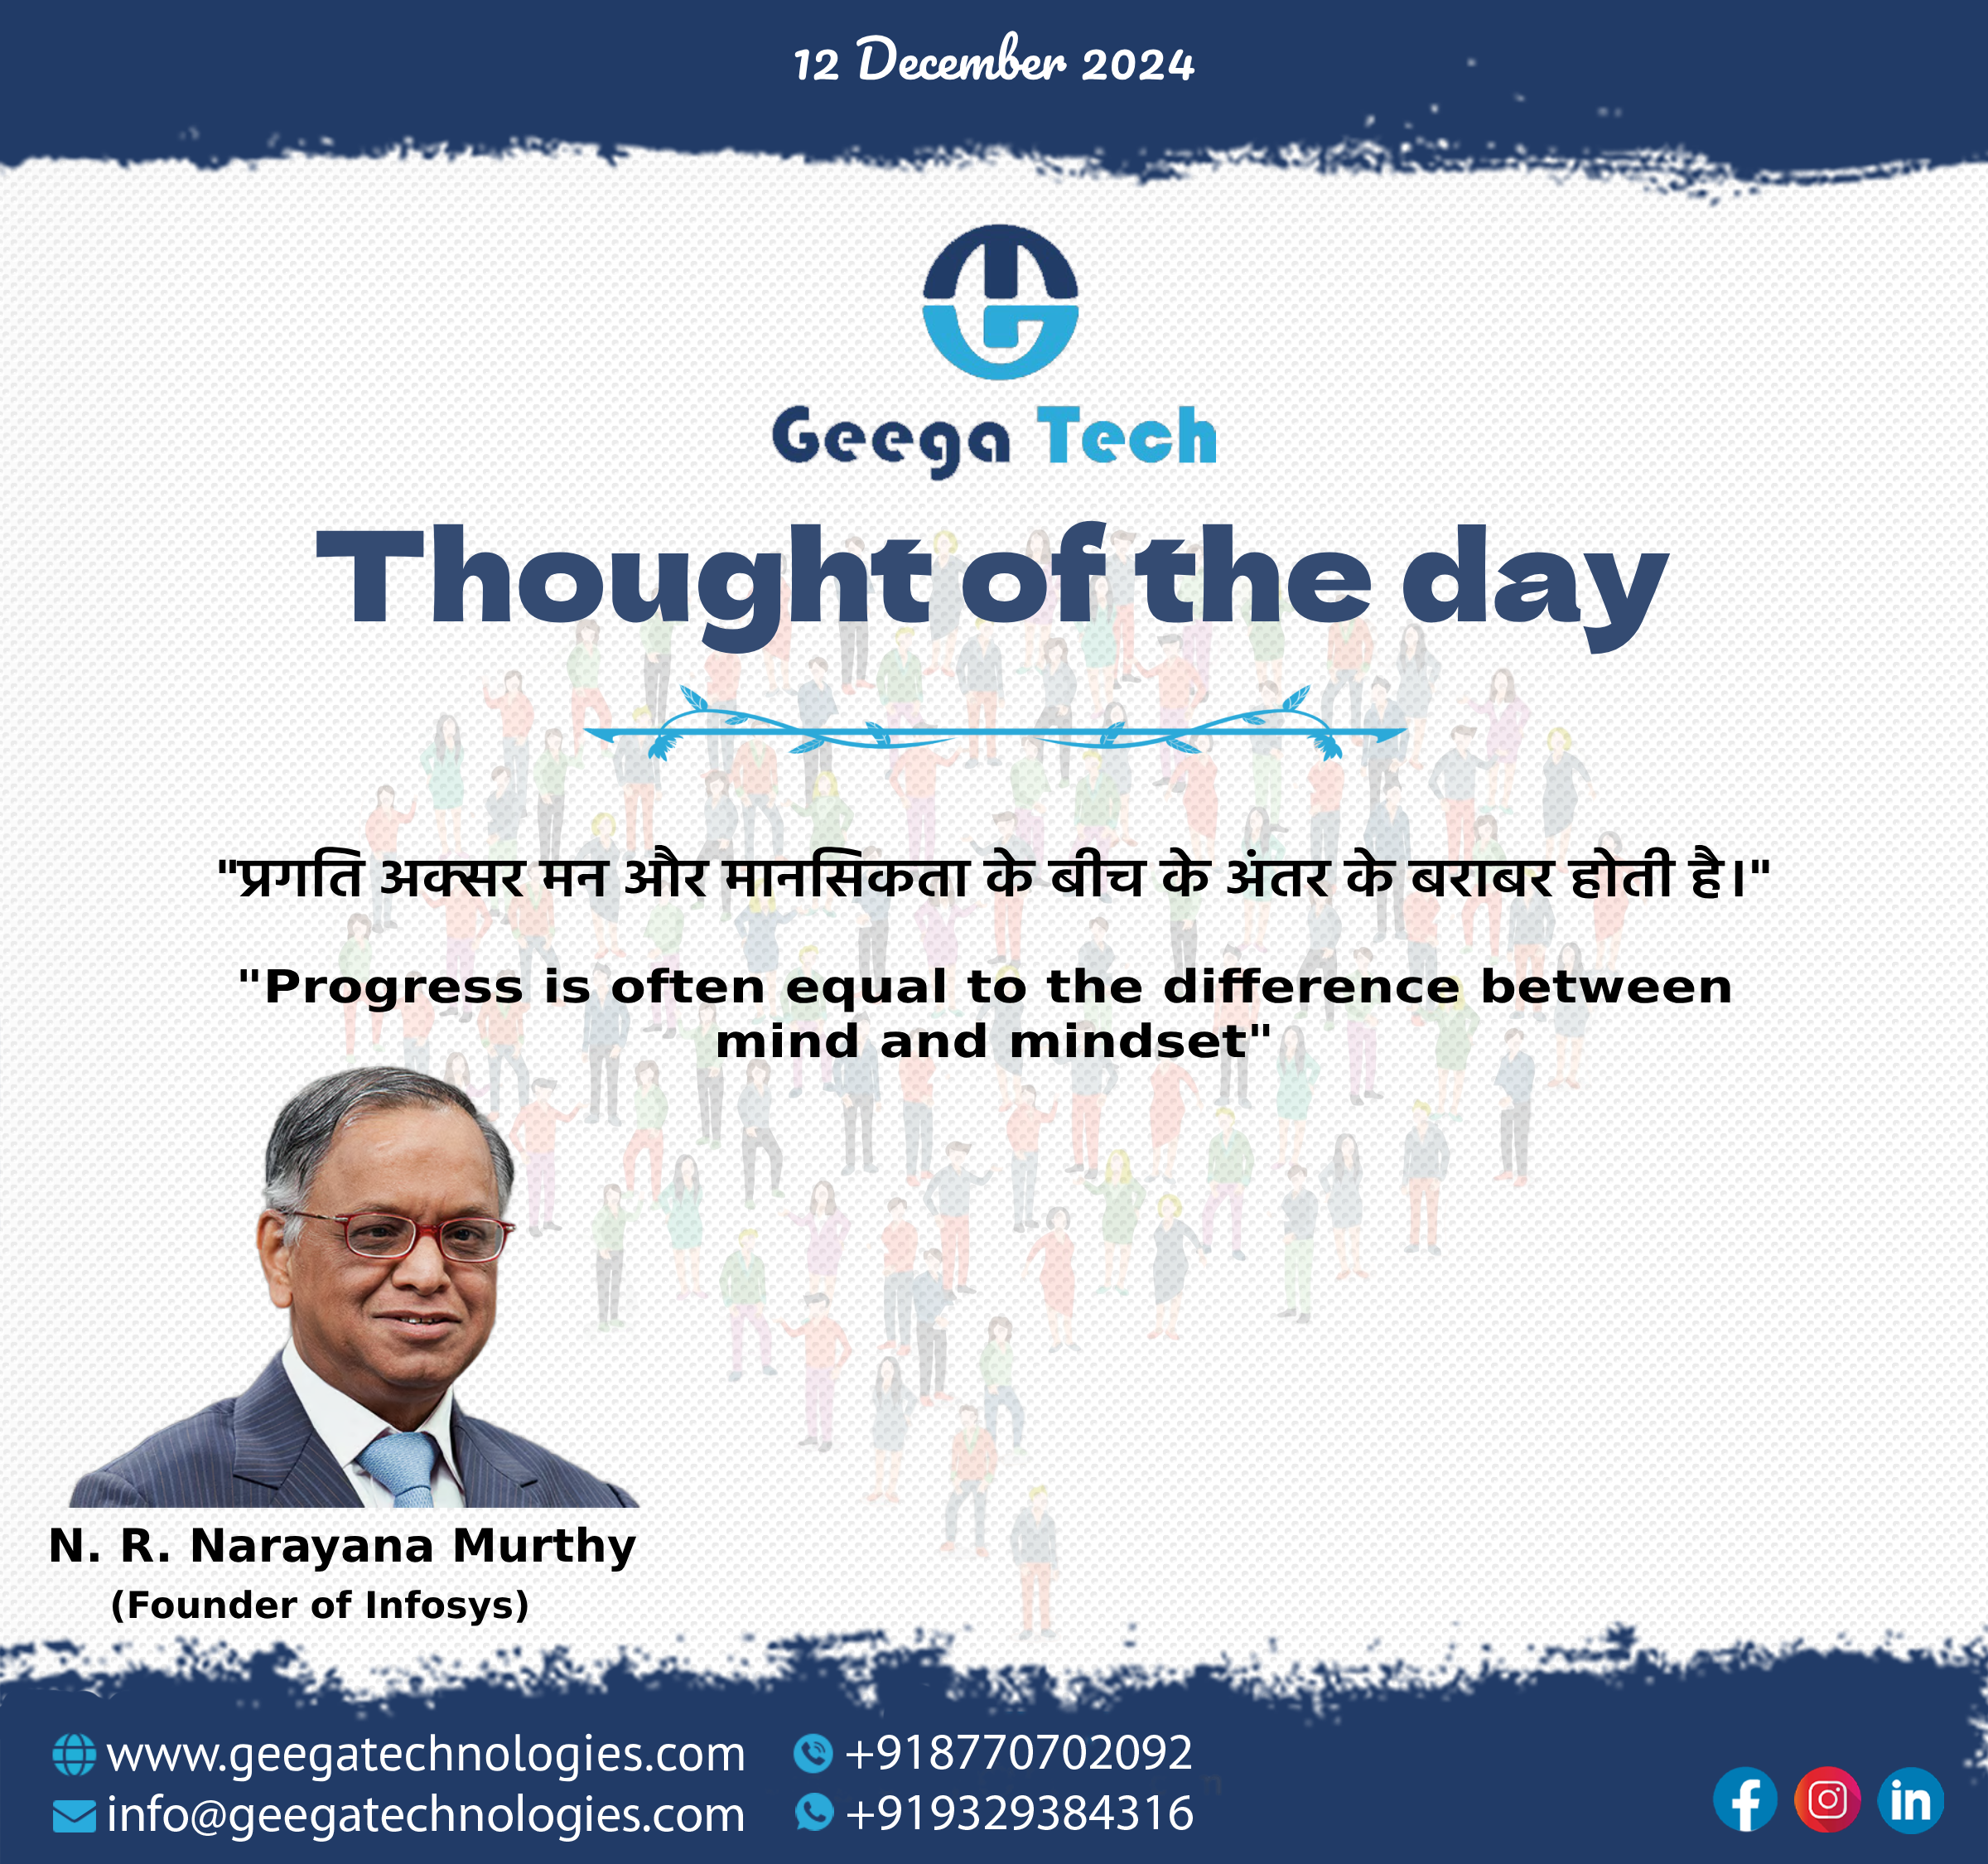 12 December 2024
Geega Tech
Thought of the day
"प्रगति अक्सर मन और मानसिकता के बीच के अंतर के बराबर होती है।"
"Progress is often equal to the difference between
mind and mindset"
N. R. Narayana Murthy
(Founder of Infosys)
www.geegatechnologies.com
+918770702092
info@geegatechnologies.com
+919329384316